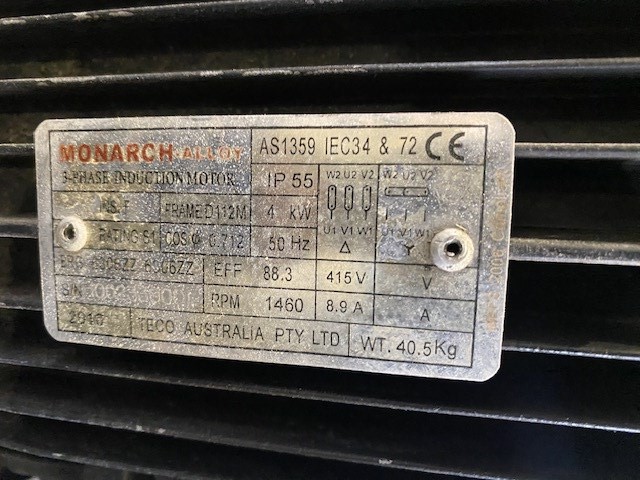 MONARCH ALLOY
AS1359 IEC34 & 72 CE
3-PHASE INDUCTION MOTOR
IP 55
W2 U2 V2
W2 U2 V2
INS. F
FRAME D112M
4 kW
U1 V1 W1
U1 V1 W1
RATING S1
COS φ 0.712
50 Hz
Δ
Y
6306ZZ
EFF 88.3
415 V
V
S/N
RPM 1460
8.9 A
A
TECO AUSTRALIA PTY LTD
WT. 40.5Kg